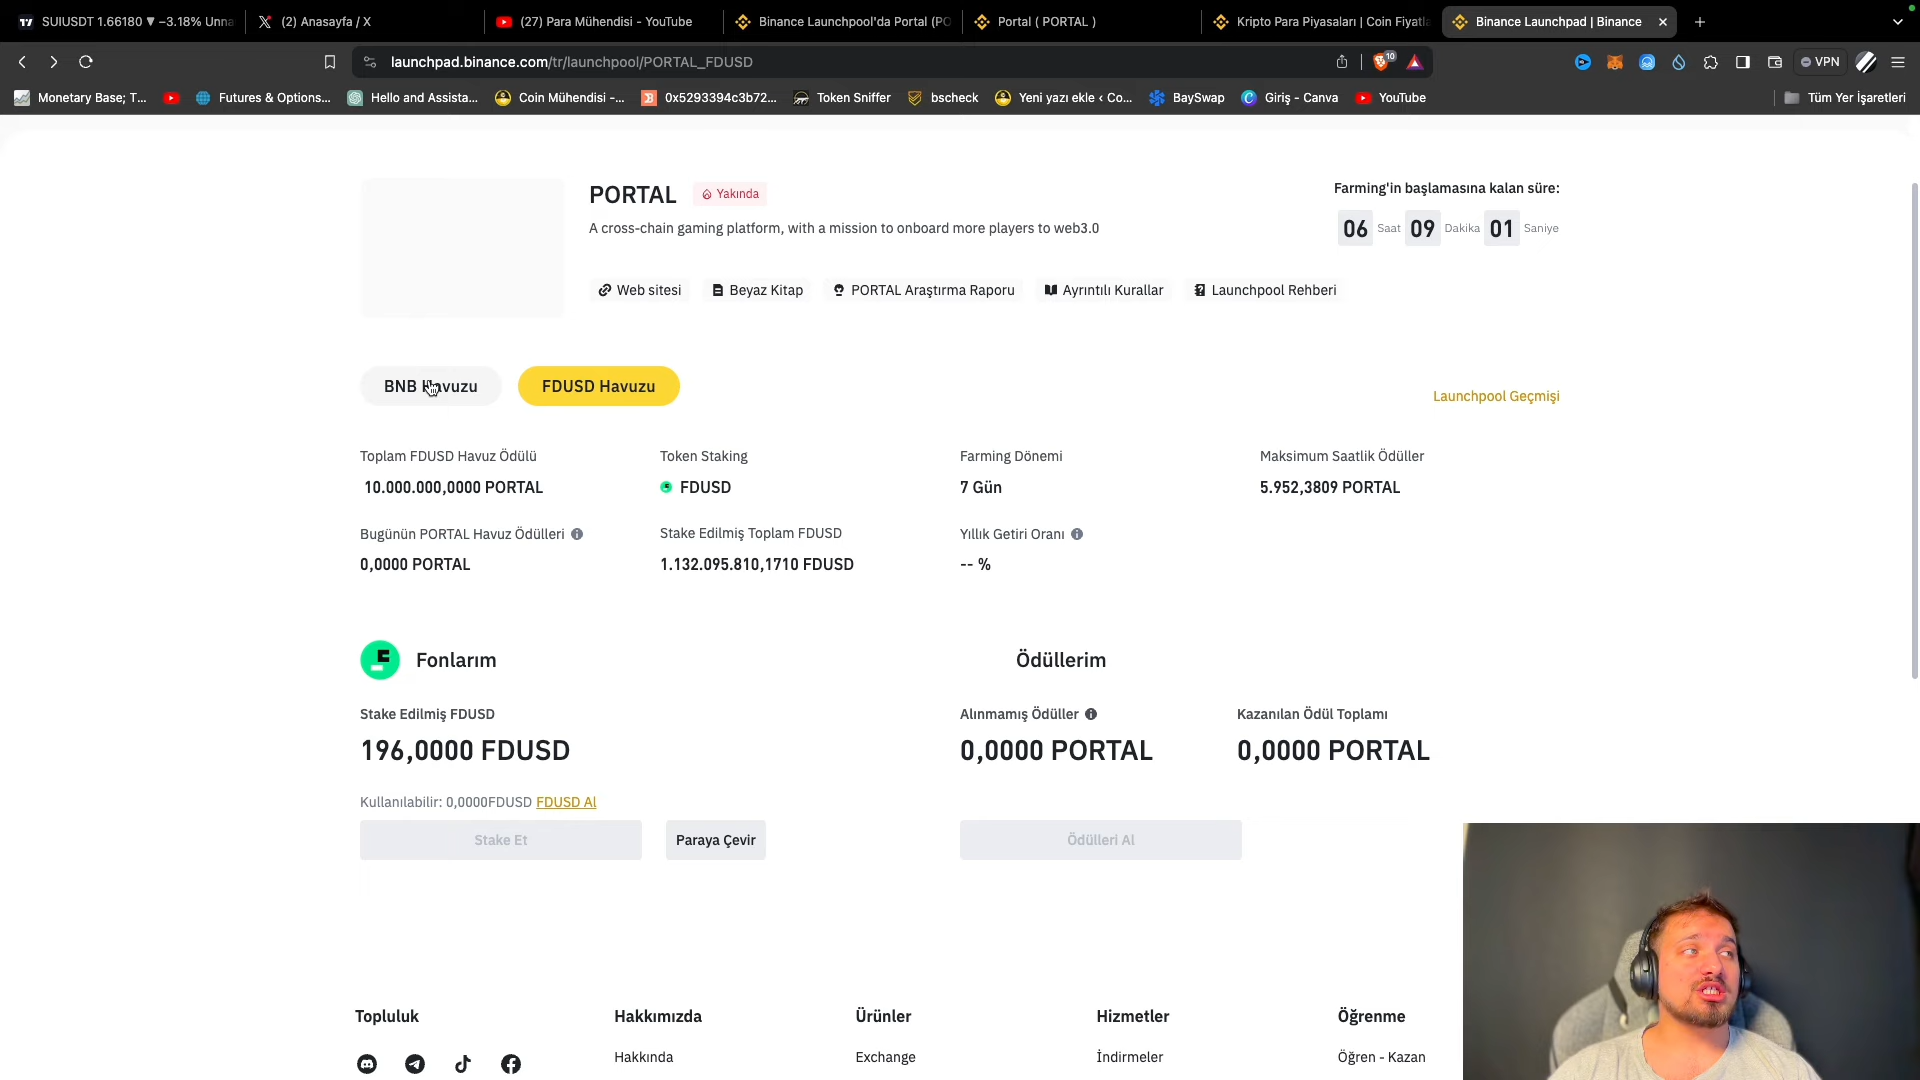 SUIUSDT 1.66180 ▼ −3.18% Unna
(2) Anasayfa / X
(27) Para Mühendisi - YouTube
Binance Launchpool'da Portal (PO
Portal ( PORTAL )
Kripto Para Piyasaları | Coin Fiyatla
Binance Launchpad | Binance
launchpad.binance.com/tr/launchpool/PORTAL_FDUSD
10
VPN
Monetary Base; T...
Futures & Options...
Hello and Assista...
Coin Mühendisi -...
0x5293394c3b72...
Token Sniffer
bscheck
Yeni yazı ekle ‹ Co...
BaySwap
Giriş - Canva
YouTube
Tüm Yer İşaretleri
PORTAL
Yakında
A cross-chain gaming platform, with a mission to onboard more players to web3.0
Farming'in başlamasına kalan süre:
06 Saat 09 Dakika 01 Saniye
Web sitesi
Beyaz Kitap
PORTAL Araştırma Raporu
Ayrıntılı Kurallar
Launchpool Rehberi
BNB Havuzu
FDUSD Havuzu
Launchpool Geçmişi
Toplam FDUSD Havuz Ödülü
10.000.000,0000 PORTAL
Token Staking
FDUSD
Farming Dönemi
7 Gün
Maksimum Saatlik Ödüller
5.952,3809 PORTAL
Bugünün PORTAL Havuz Ödülleri
0,0000 PORTAL
Stake Edilmiş Toplam FDUSD
1.132.095.810,1710 FDUSD
Yıllık Getiri Oranı
-- %
Fonlarım
Stake Edilmiş FDUSD
196,0000 FDUSD
Kullanılabilir: 0,0000FDUSD FDUSD Al
Stake Et
Paraya Çevir
Ödüllerim
Alınmamış Ödüller
0,0000 PORTAL
Kazanılan Ödül Toplamı
0,0000 PORTAL
Ödülleri Al
Topluluk
Hakkımızda
Hakkında
Ürünler
Exchange
Hizmetler
İndirmeler
Öğrenme
Öğren - Kazan